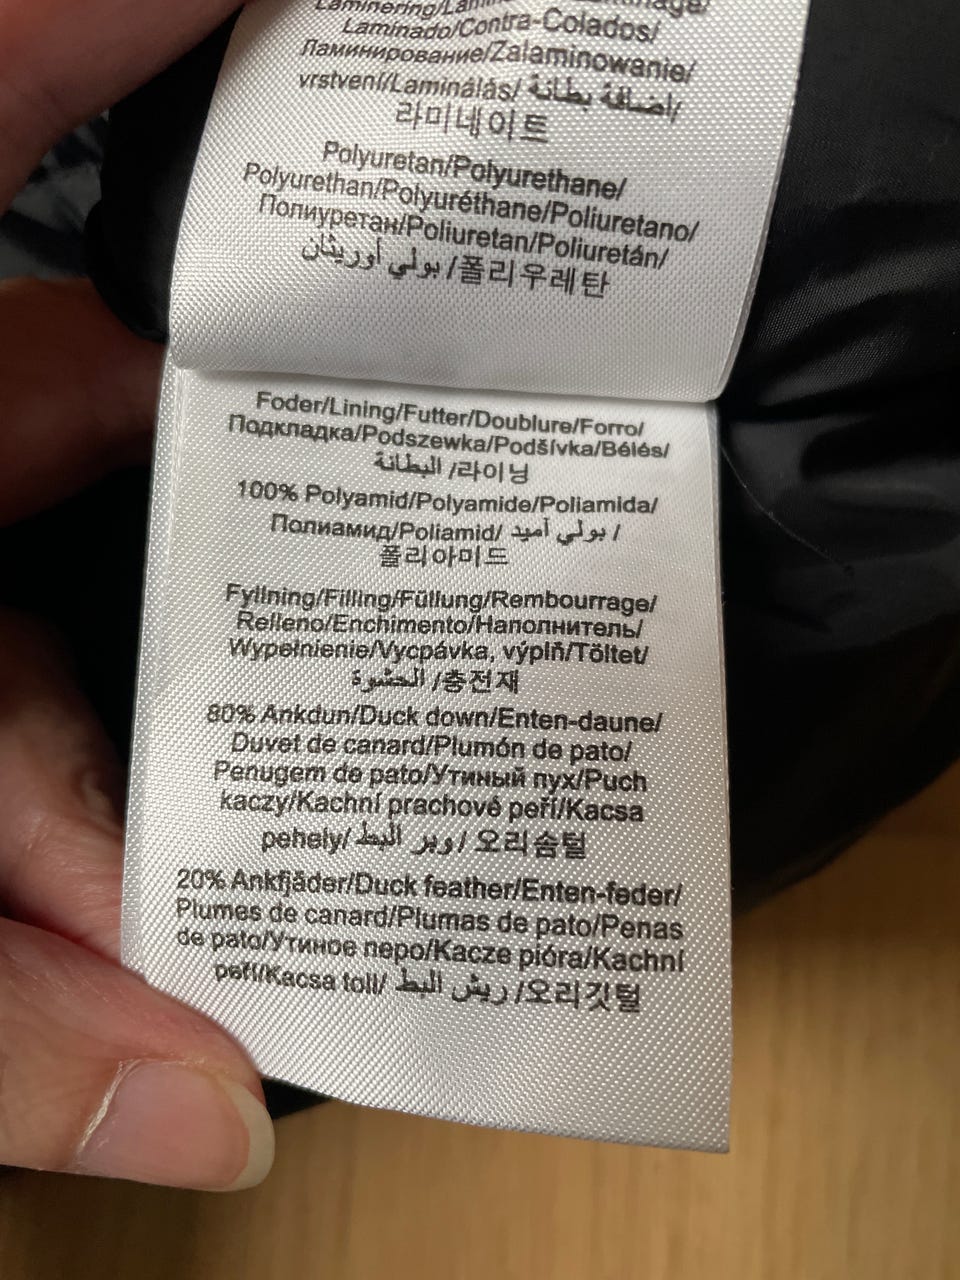 Laminering/
Laminado/Contra-Colados/
Ламинирование/Zalaminowanie/
vrstvení/Laminálás/ إضافة بطانة/
라미네이트
Polyuretan/Polyurethane/
Polyurethan/Polyuréthane/Poliuretano/
Полиуретан/Poliuretan/Poliuretán/
بولي أوريثان/폴리우레탄
Foder/Lining/Futter/Doublure/Forro/
Подкладка/Podszewka/Podšívka/Bélés/
البطانة/라이닝
100% Polyamid/Polyamide/Poliamida/
Полиамид/Poliamid/ بولي أميد/
폴리아미드
Fyllning/Filling/Füllung/Rembourrage/
Relleno/Enchimento/Наполнитель/
Wypełnienie/Vycpávka, výplň/Töltet/
الحشوة/충전재
80% Ankdun/Duck down/Enten-daune/
Duvet de canard/Plumón de pato/
Penugem de pato/Утиный пух/Puch
kaczy/Kachní prachové peří/Kacsa
pehely/ وبر البط/오리솜털
20% Ankfjäder/Duck feather/Enten-feder/
Plumes de canard/Plumas de pato/Penas
de pato/Утиное перо/Kacze pióra/Kachní
peří/Kacsa toll/ ريش البط/오리깃털